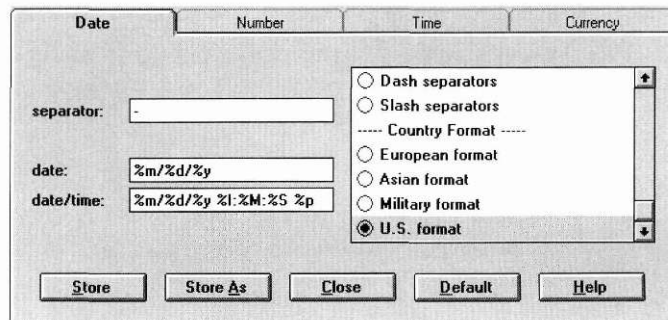 Date Number Time Currency
separator: -
date: %m/%d/%y
date/time: %m/%d/%y %I:%M:%S %p
Dash separators
Slash separators
----- Country Format -----
European format
Asian format
Military format
U.S. format
Store Store As Close Default Help